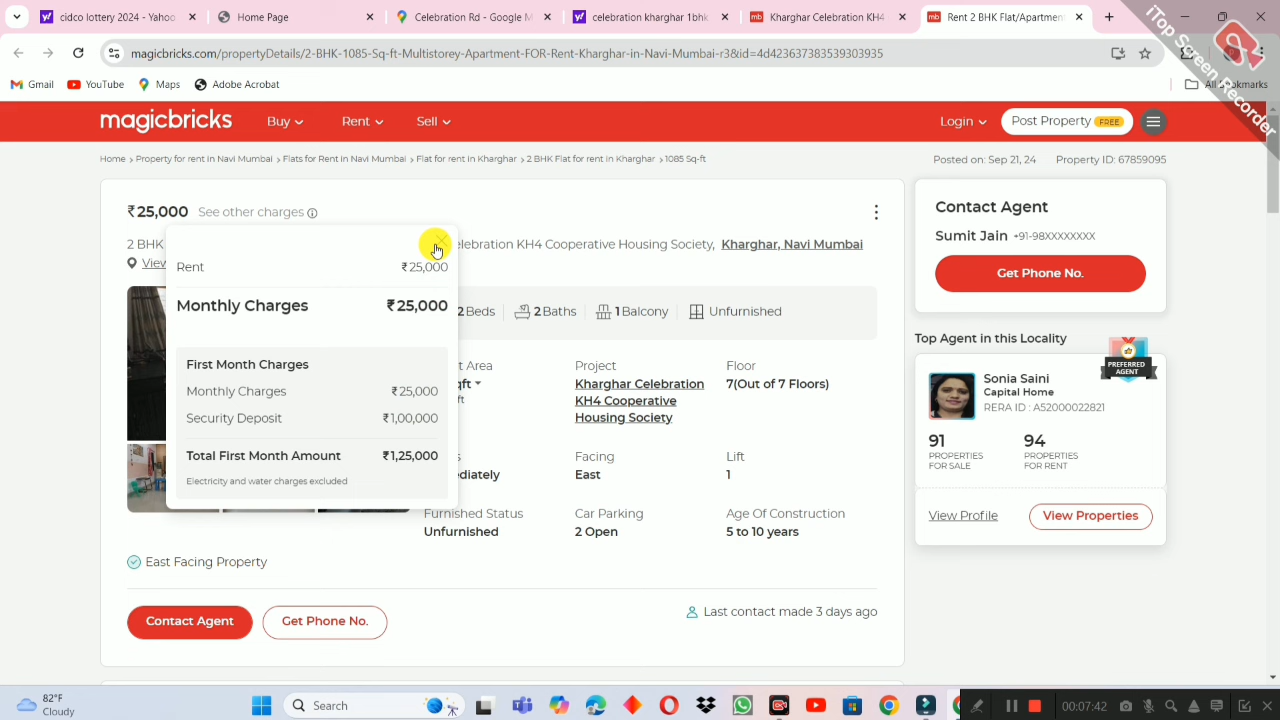 cidco lottery 2024 - Yahoo
Home Page
Celebration Rd - Google M
celebration kharghar 1bhk
Kharghar Celebration KH4
Rent 2 BHK Flat/Apartmen
magicbricks.com/propertyDetails/2-BHK-1085-Sq-ft-Multistorey-Apartment-FOR-Rent-Kharghar-in-Navi-Mumbai-r3&id=4d423637383539303935
iTop Screen Recorder
Gmail
YouTube
Maps
Adobe Acrobat
All Bookmarks
magicbricks
Buy
Rent
Sell
Login
Post Property FREE
Home > Property for rent in Navi Mumbai > Flats for Rent in Navi Mumbai > Flat for rent in Kharghar > 2 BHK Flat for rent in Kharghar > 1085 Sq-ft
Posted on: Sep 21, 24 Property ID: 67859095
₹25,000 See other charges
2 BHK
elebration KH4 Cooperative Housing Society, Kharghar, Navi Mumbai
View
Rent ₹25,000
Monthly Charges ₹25,000
First Month Charges
Monthly Charges ₹25,000
Security Deposit ₹1,00,000
Total First Month Amount ₹1,25,000
Electricity and water charges excluded
2 Beds
2 Baths
1 Balcony
Unfurnished
t Area
qft
ft
Project
Kharghar Celebration
KH4 Cooperative
Housing Society
Floor
7(Out of 7 Floors)
s
ediately
Facing
East
Lift
1
Furnished Status
Unfurnished
Car Parking
2 Open
Age Of Construction
5 to 10 years
East Facing Property
Contact Agent
Get Phone No.
Last contact made 3 days ago
Contact Agent
Sumit Jain +91-98XXXXXXXX
Get Phone No.
Top Agent in this Locality
PREFERRED
AGENT
Sonia Saini
Capital Home
RERA ID : A52000022821
91
PROPERTIES
FOR SALE
94
PROPERTIES
FOR RENT
View Profile
View Properties
82°F
Cloudy
Search
00:07:42